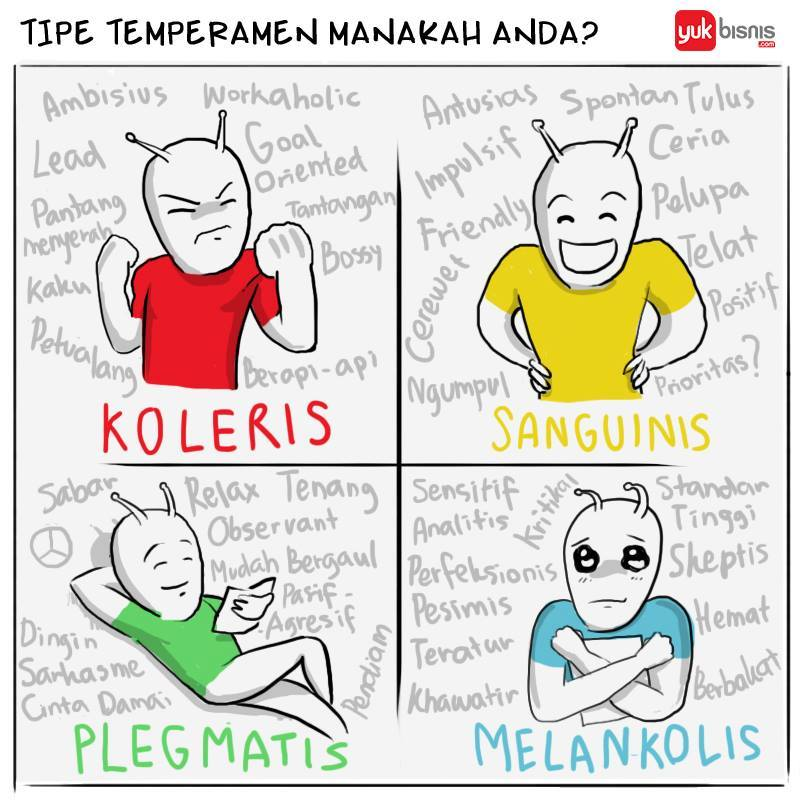 TIPE TEMPERAMEN MANAKAH ANDA?
yuk bisnis
.com
Ambisius
Workaholic
Lead
Goal
Oriented
Pantang
menyerah
Tantangan
Bossy
Kaku
Petualang
Berapi-api
KOLERIS
Antusias
Spontan
Tulus
Impulsif
Ceria
Friendly
Pelupa
Cerewet
Telat
Positif
Ngumpul
Prioritas?
SANGUINIS
Sabar
Relax
Tenang
Observant
Mudah Bergaul
Pasif-
Agresif
Dingin
Sarkasme
Cinta Damai
Pendiam
PLEGMATIS
Sensitif
Kritikal
Standar
Tinggi
Analitis
Perfeksionis
Skeptis
Pesimis
Hemat
Teratur
Khawatir
Berbakat
MELANKOLIS